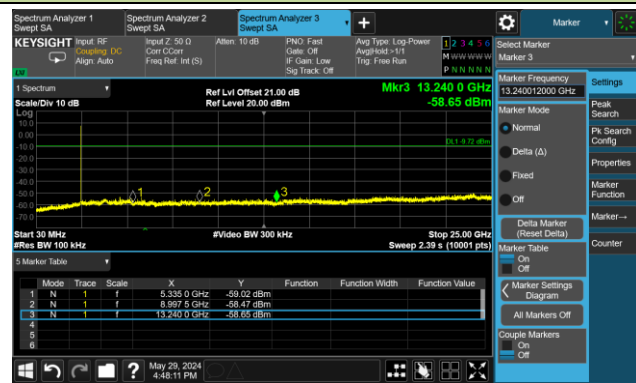 Spectrum Analyzer 1
Swept SA
Spectrum Analyzer 2
Swept SA
Spectrum Analyzer 3
Swept SA
Marker
KEYSIGHT
Input: RF
Coupling: DC
Align: Auto
Input Z: 50 Ω
Corr CCorr
Freq Ref: Int (S)
Atten: 10 dB
PNO: Fast
Gate: Off
IF Gain: Low
Sig Track: Off
Avg Type: Log-Power
Avg|Hold:>1/1
Trig: Free Run
1 2 3 4 5 6
M W W W W W
P N N N N N
1 Spectrum
Scale/Div 10 dB
Ref Lvl Offset 21.00 dB
Ref Level 20.00 dBm
Mkr3 13.240 0 GHz
-58.65 dBm
Log
10.0
0.00
-10.0
-20.0
-30.0
-40.0
-50.0
-60.0
-70.0
DL1 -9.72 dBm
1
2
3
Start 30 MHz
#Res BW 100 kHz
#Video BW 300 kHz
Stop 25.00 GHz
Sweep 2.39 s (10001 pts)
5 Marker Table
Mode Trace Scale X Y Function Function Width Function Value
1 N 1 f 5.335 0 GHz -59.02 dBm
2 N 1 f 8.997 5 GHz -58.47 dBm
3 N 1 f 13.240 0 GHz -58.65 dBm
4
5
6
May 29, 2024
4:48:11 PM
Select Marker
Marker 3
Marker Frequency
13.240012000 GHz
Marker Mode
Normal
Delta (Δ)
Fixed
Off
Delta Marker
(Reset Delta)
Marker Table
On
Off
Marker Settings
Diagram
All Markers Off
Couple Markers
On
Off
Settings
Peak
Search
Pk Search
Config
Properties
Marker
Function
Marker→
Counter